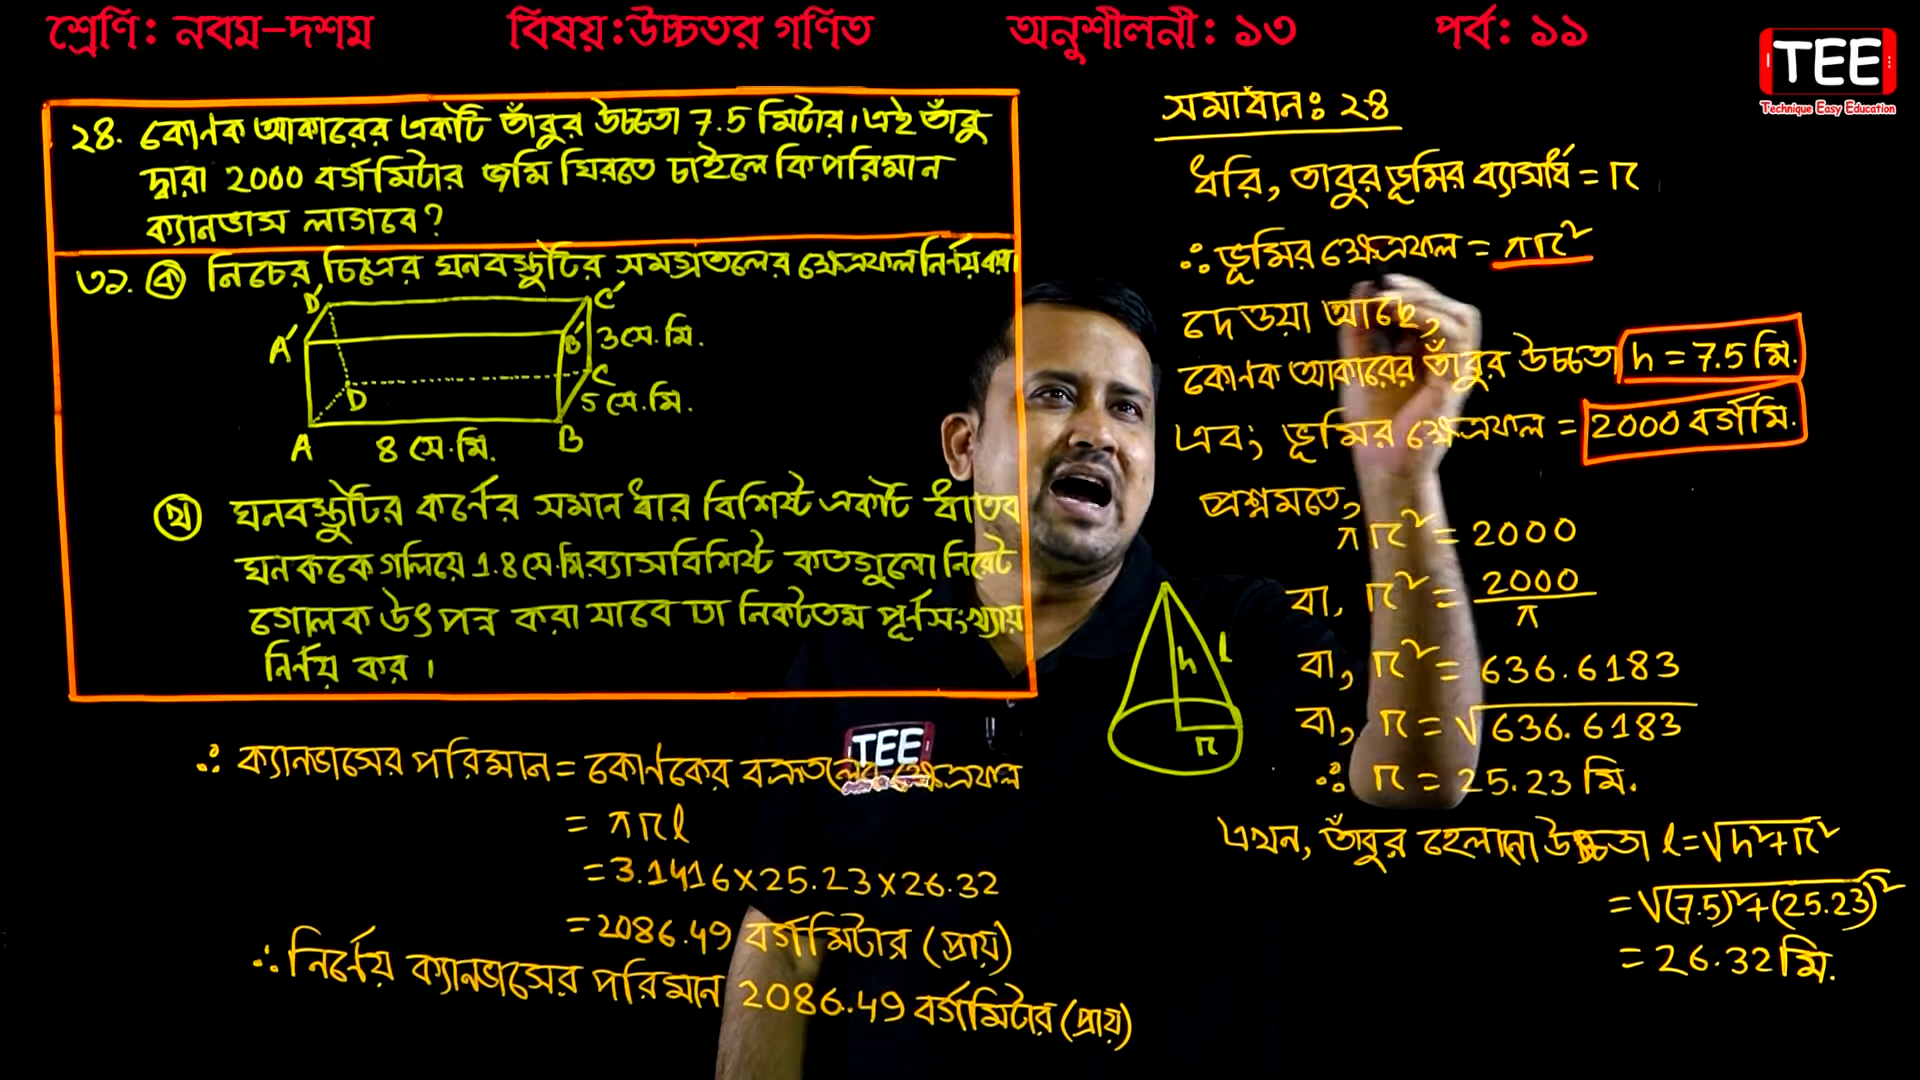 শ্রেণি: নবম-দশম বিষয়:উচ্চতর গণিত অনুশীলনী: ১৩ পর্ব: ১১
TEE
Technique Easy Education
২৪. কোণক আকারের একটি তাঁবুর উচ্চতা 7.5 মিটার। এই তাঁবু
দ্বারা 2000 বর্গমিটার জমি ঘিরতে চাইলে কি পরিমান
ক্যানভাস লাগবে?
৩১. (ক) নিচের চিত্রের ঘনবস্তুটির সমগ্রতলের ক্ষেত্রফল নির্ণয় কর।
D′ C′
A′ B′ 3 সে. মি.
D C
5 সে. মি.
A 8 সে.মি. B
(খ) ঘনবস্তুটির কর্ণের সমান ধার বিশিষ্ট একটি ধাতব
ঘনককে গলিয়ে 1.8 সে.মি ব্যাসবিশিষ্ট কতগুলো নিরেট
গোলক উৎপন্ন করা যাবে তা নিকটতম পূর্ণসংখ্যায়
নির্ণয় কর।
সমাধান: ২৪
ধরি, তাবুর ভূমির ব্যাসার্ধ = r
∴ ভূমির ক্ষেত্রফল = πr²
দেওয়া আছে,
কোণক আকারের তাঁবুর উচ্চতা h = 7.5 মি.
এবং ভূমির ক্ষেত্রফল = 2000 বর্গমি.
প্রশ্নমতে,
πr² = 2000
বা, r² = 2000/π
বা, r² = 636.6183
বা, r = √636.6183
∴ r = 25.23 মি.
h l
r
এখন, তাঁবুর হেলানো উচ্চতা l = √h²+r²
= √(7.5)²+(25.23)²
= 26.32 মি.
∴ ক্যানভাসের পরিমান = কোণকের বক্রতলের ক্ষেত্রফল
TEE
= πrl
= 3.1416×25.23×26.32
= 2086.49 বর্গমিটার (প্রায়)
∴ নির্ণেয় ক্যানভাসের পরিমান 2086.49 বর্গমিটার (প্রায়)